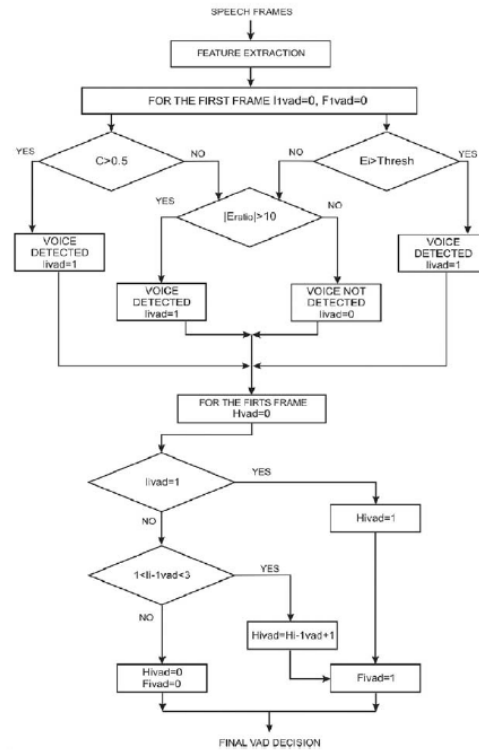 SPEECH FRAMES
FEATURE EXTRACTION
FOR THE FIRST FRAME I1vad=0, F1vad=0
YES
C>0.5
NO
NO
Ei>Thresh
YES
YES
|Eratio|>10
NO
VOICE
DETECTED
Iivad=1
VOICE
DETECTED
Iivad=1
VOICE
DETECTED
Iivad=1
VOICE NOT
DETECTED
Iivad=0
FOR THE FIRTS FRAME
Hvad=0
Iivad=1
YES
NO
Hivad=1
1<Ii-1vad<3
YES
NO
Hivad=Hi-1vad+1
Hivad=0
Fivad=0
Fivad=1
FINAL VAD DECISION